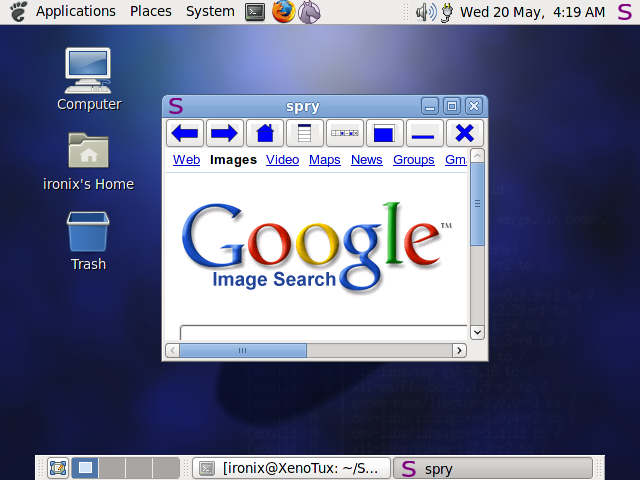 Applications Places System Wed 20 May, 4:19 AM S
Computer
ironix's Home
Trash
S spry
Web Images Video Maps News Groups Gm
Google™
Image Search
[ironix@XenoTux: ~/S... S spry